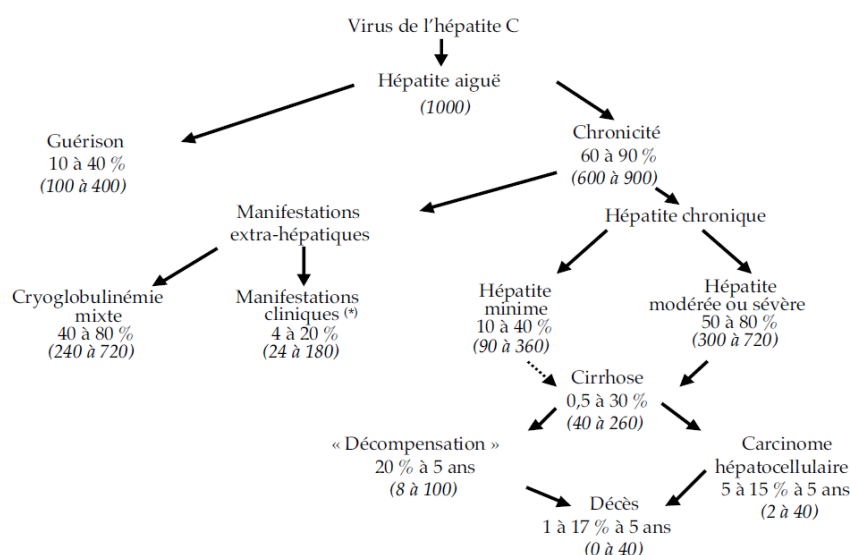 Virus de l'hépatite C
Hépatite aiguë
(1000)
Guérison
10 à 40 %
(100 à 400)
Chronicité
60 à 90 %
(600 à 900)
Manifestations
extra-hépatiques
Hépatite chronique
Cryoglobulinémie
mixte
40 à 80 %
(240 à 720)
Manifestations
cliniques (*)
4 à 20 %
(24 à 180)
Hépatite
minime
10 à 40 %
(90 à 360)
Hépatite
modérée ou sévère
50 à 80 %
(300 à 720)
Cirrhose
0,5 à 30 %
(40 à 260)
« Décompensation »
20 % à 5 ans
(8 à 100)
Carcinome
hépatocellulaire
5 à 15 % à 5 ans
(2 à 40)
Décès
1 à 17 % à 5 ans
(0 à 40)